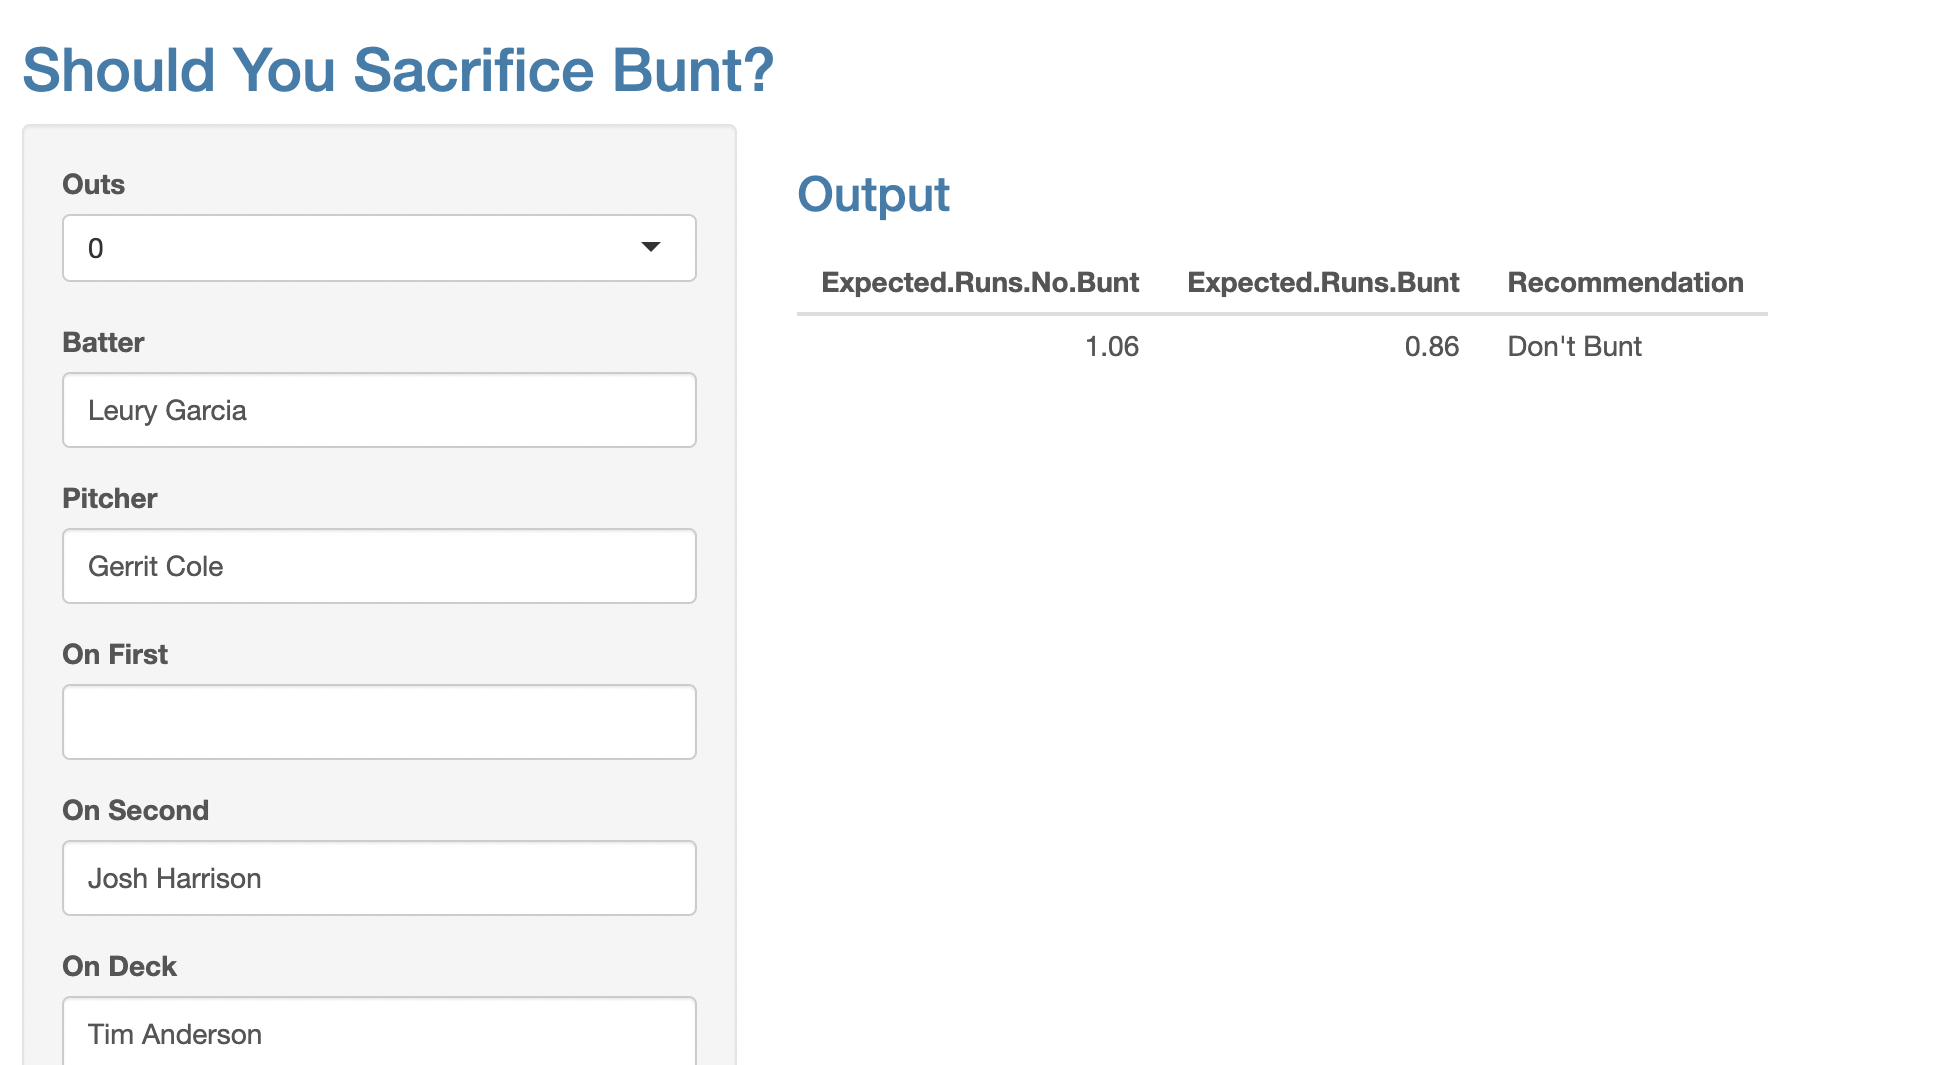 Should You Sacrifice Bunt?
Outs
0
Batter
Leury Garcia
Pitcher
Gerrit Cole
On First
On Second
Josh Harrison
On Deck
Tim Anderson
Output
Expected.Runs.No.Bunt Expected.Runs.Bunt Recommendation
1.06 0.86 Don't Bunt